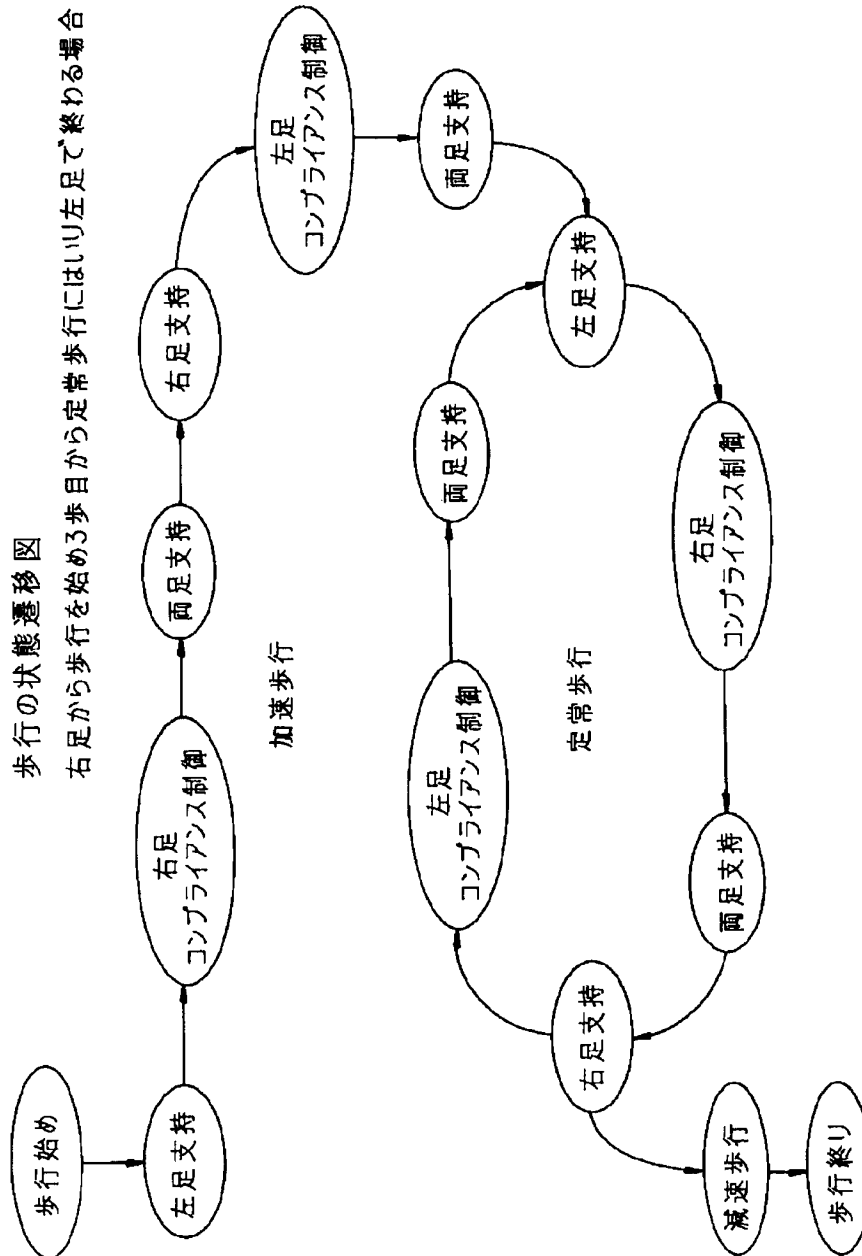 歩行の状態遷移図
右足から歩行を始め3歩目から定常歩行にはいり左足で終わる場合
歩行始め
左足支持
右足
コンプライアンス制御
両足支持
右足支持
左足
コンプライアンス制御
両足支持
加速歩行
左足支持
右足
コンプライアンス制御
両足支持
右足支持
左足
コンプライアンス制御
両足支持
定常歩行
減速歩行
歩行終り